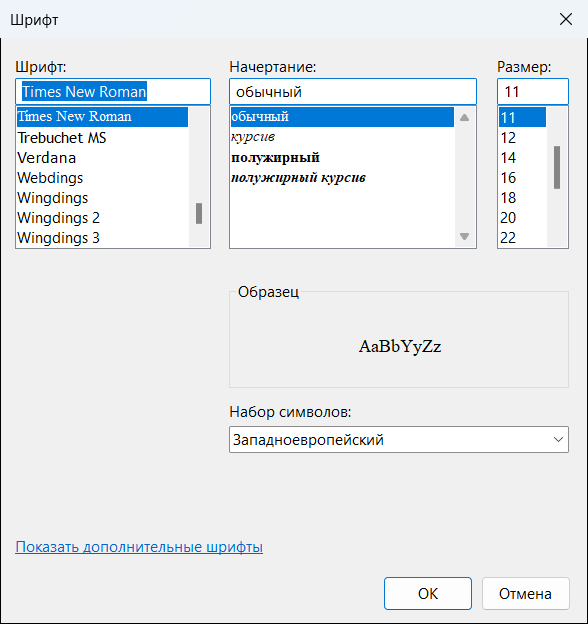 Шрифт
Шрифт:
Times New Roman
Times New Roman
Trebuchet MS
Verdana
Webdings
Wingdings
Wingdings 2
Wingdings 3
Начертание:
обычный
обычный
курсив
полужирный
полужирный курсив
Размер:
11
11
12
14
16
18
20
22
Образец
AaBbYyZz
Набор символов:
Западноевропейский
Показать дополнительные шрифты
ОК
Отмена